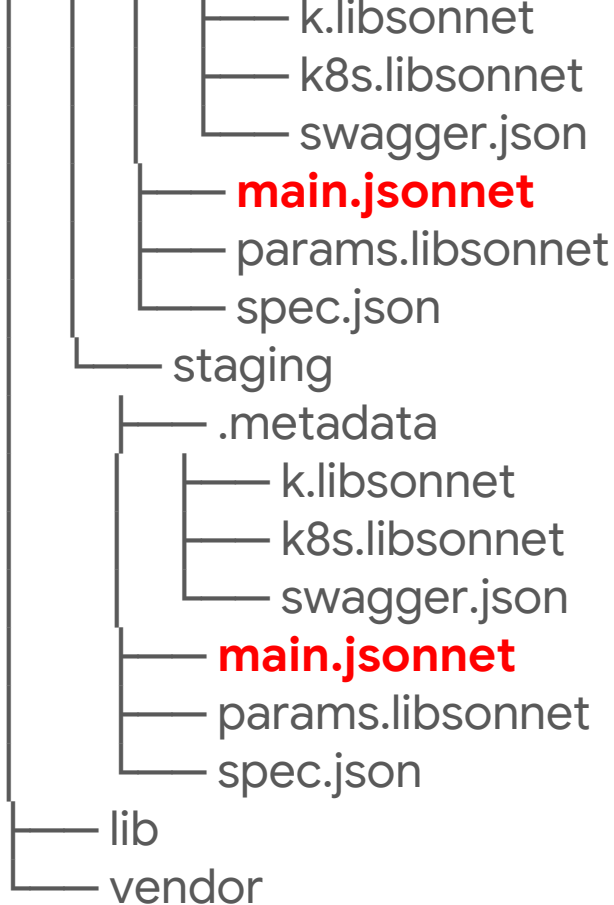 k.libsonnet
k8s.libsonnet
swagger.json
main.jsonnet
params.libsonnet
spec.json
staging
.metadata
k.libsonnet
k8s.libsonnet
swagger.json
main.jsonnet
params.libsonnet
spec.json
lib
vendor